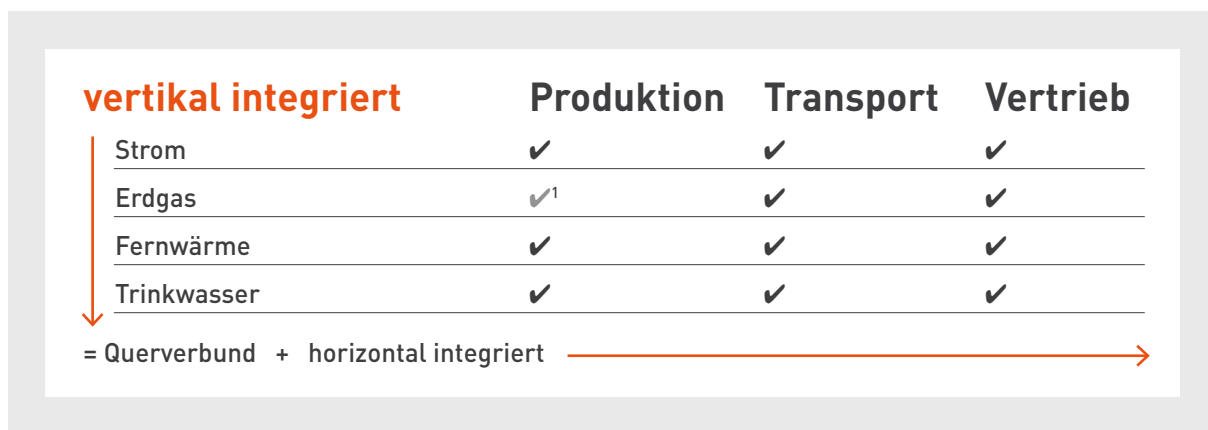 vertikal integriert Produktion Transport Vertrieb
Strom ✔ ✔ ✔
Erdgas ✔¹ ✔ ✔
Fernwärme ✔ ✔ ✔
Trinkwasser ✔ ✔ ✔
= Querverbund + horizontal integriert